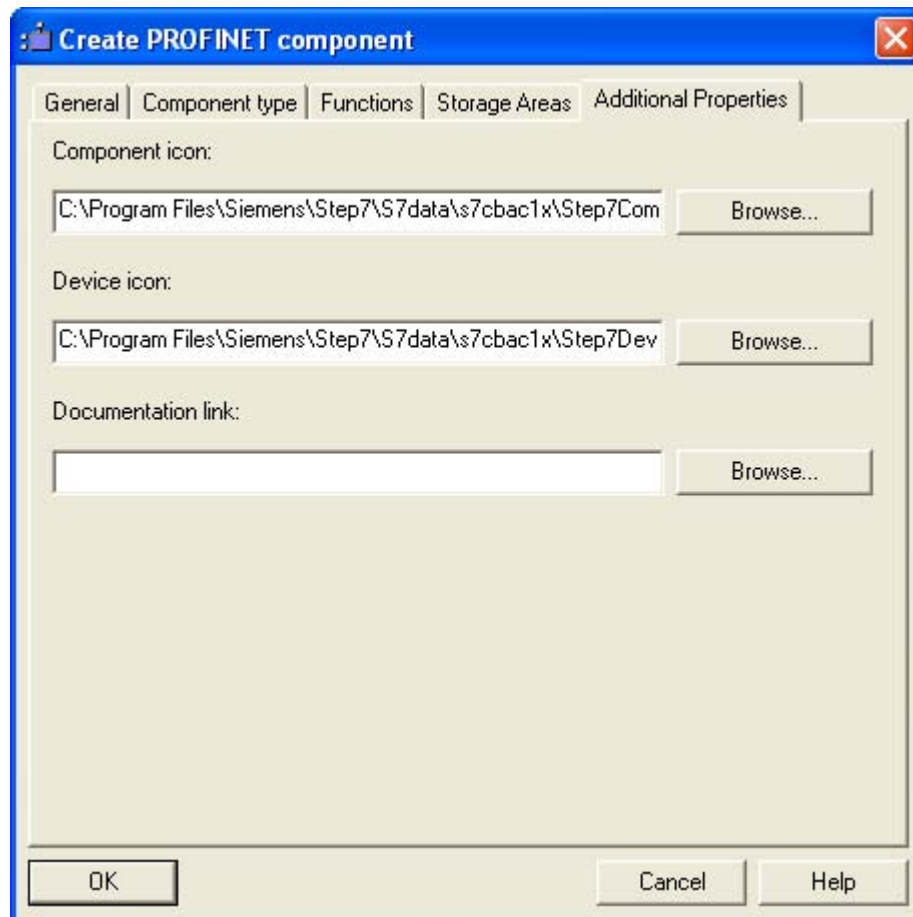 Create PROFINET component
General Component type Functions Storage Areas Additional Properties
Component icon:
C:\Program Files\Siemens\Step7\S7data\s7cbac1x\Step7Com Browse...
Device icon:
C:\Program Files\Siemens\Step7\S7data\s7cbac1x\Step7Dev Browse...
Documentation link:
Browse...
OK Cancel Help